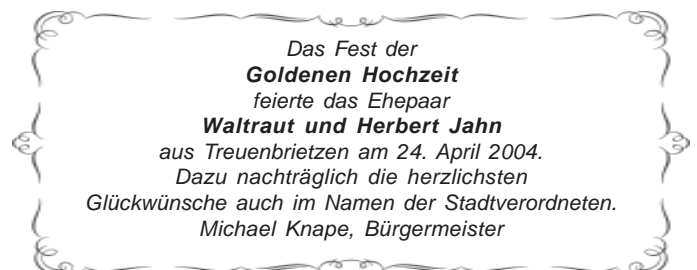 Das Fest der
Goldenen Hochzeit
feierte das Ehepaar
Waltraut und Herbert Jahn
aus Treuenbrietzen am 24. April 2004.
Dazu nachträglich die herzlichsten
Glückwünsche auch im Namen der Stadtverordneten.
Michael Knape, Bürgermeister